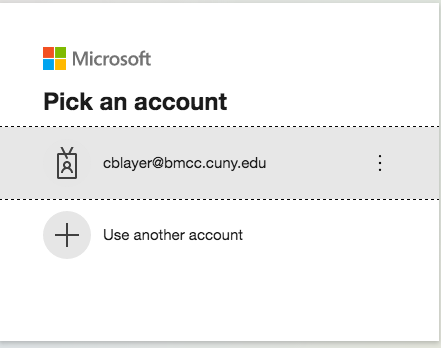 Microsoft
Pick an account
cblayer@bmcc.cuny.edu
Use another account